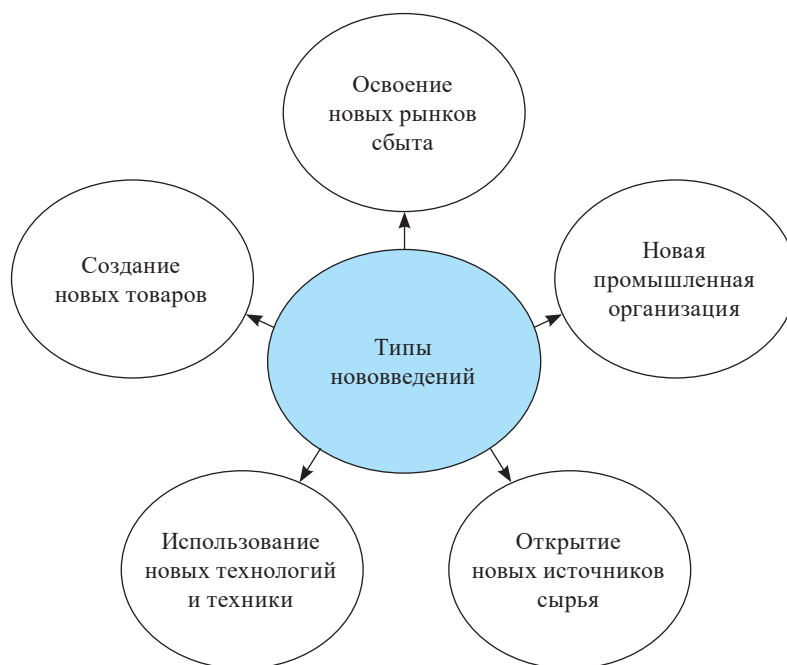 Освоение
новых рынков
сбыта
Создание
новых товаров
Новая
промышленная
организация
Типы
нововведений
Использование
новых технологий
и техники
Открытие
новых источников
сырья